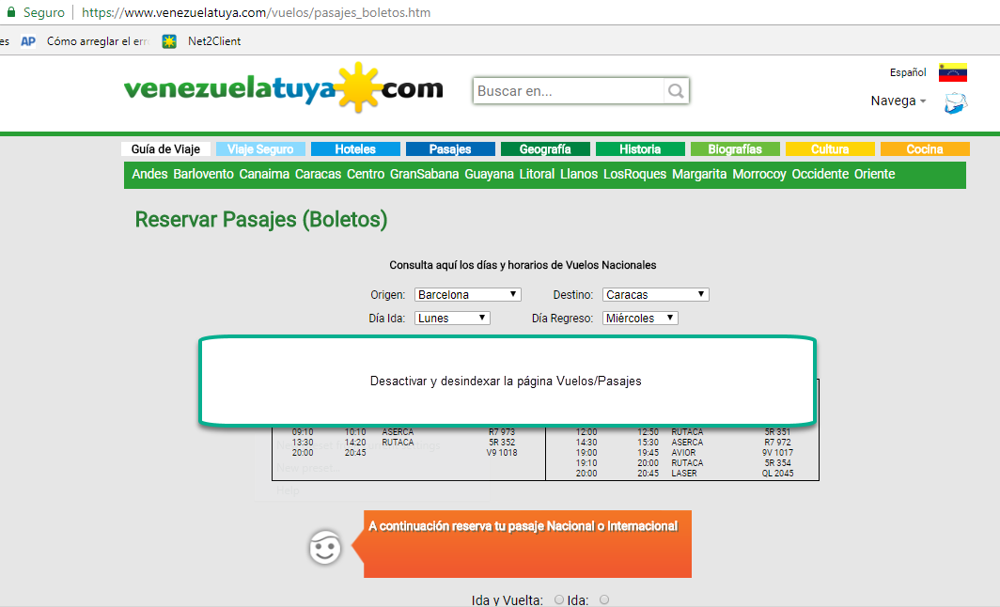 Seguro https://www.venezuelatuya.com/vuelos/pasajes_boletos.htm
es AP Cómo arreglar el erro Net2Client
Español
venezuelatuya.com
Buscar en...
Navega
Guía de Viaje Viaje Seguro Hoteles Pasajes Geografía Historia Biografías Cultura Cocina
Andes Barlovento Canaima Caracas Centro GranSabana Guayana Litoral Llanos LosRoques Margarita Morrocoy Occidente Oriente
Reservar Pasajes (Boletos)
Consulta aquí los días y horarios de Vuelos Nacionales
Origen: Barcelona Destino: Caracas
Día Ida: Lunes Día Regreso: Miércoles
Desactivar y desindexar la página Vuelos/Pasajes
09:10 10:10 ASERCA R7 973 12:00 12:50 RUTACA 5R 351
13:30 14:20 RUTACA 5R 352 14:30 15:30 ASERCA R7 972
20:00 20:45 V9 1018 19:00 19:45 AVIOR 9V 1017
19:10 20:00 RUTACA 5R 354
20:00 20:45 LASER QL 2045
New preset...
Help
A continuación reserva tu pasaje Nacional o Internacional
Ida y Vuelta: Ida: